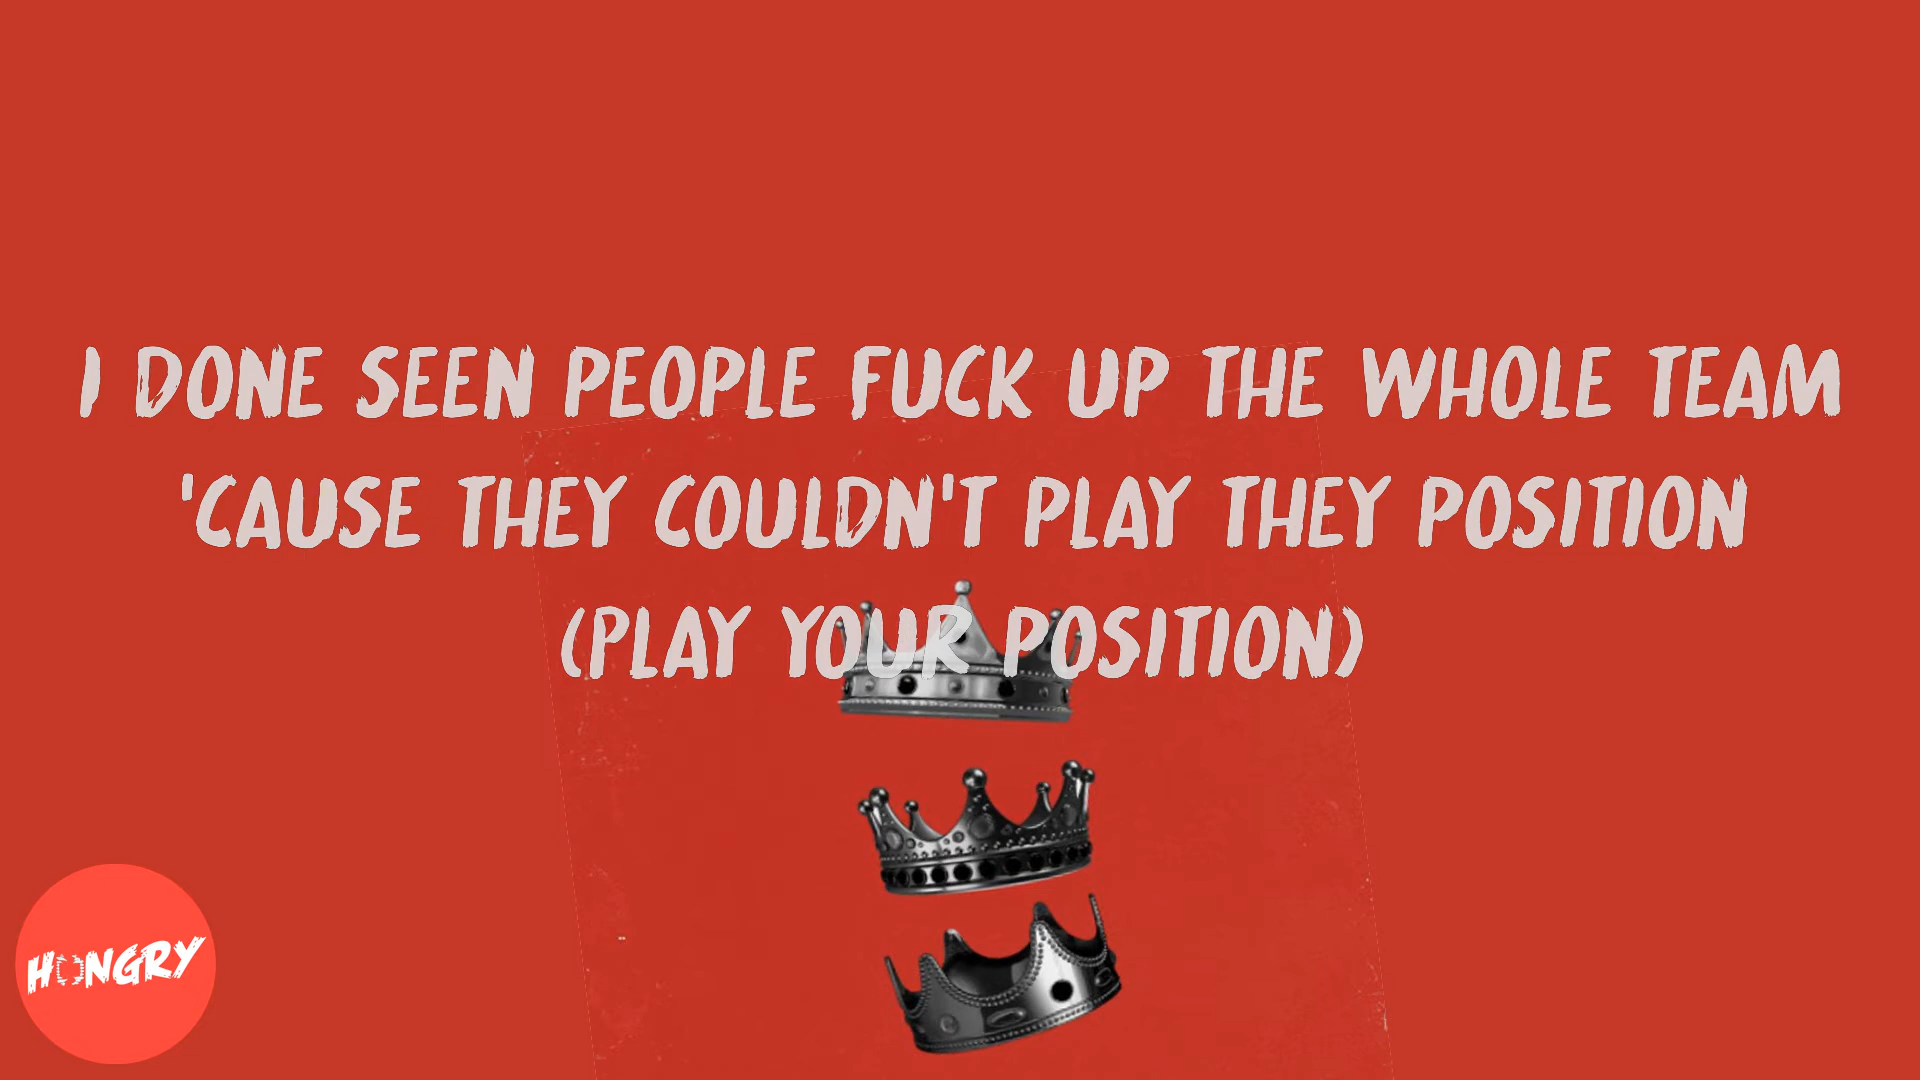 I DONE SEEN PEOPLE FUCK UP THE WHOLE TEAM
'CAUSE THEY COULDN'T PLAY THEY POSITION
(PLAY YOUR POSITION)
HUNGRY